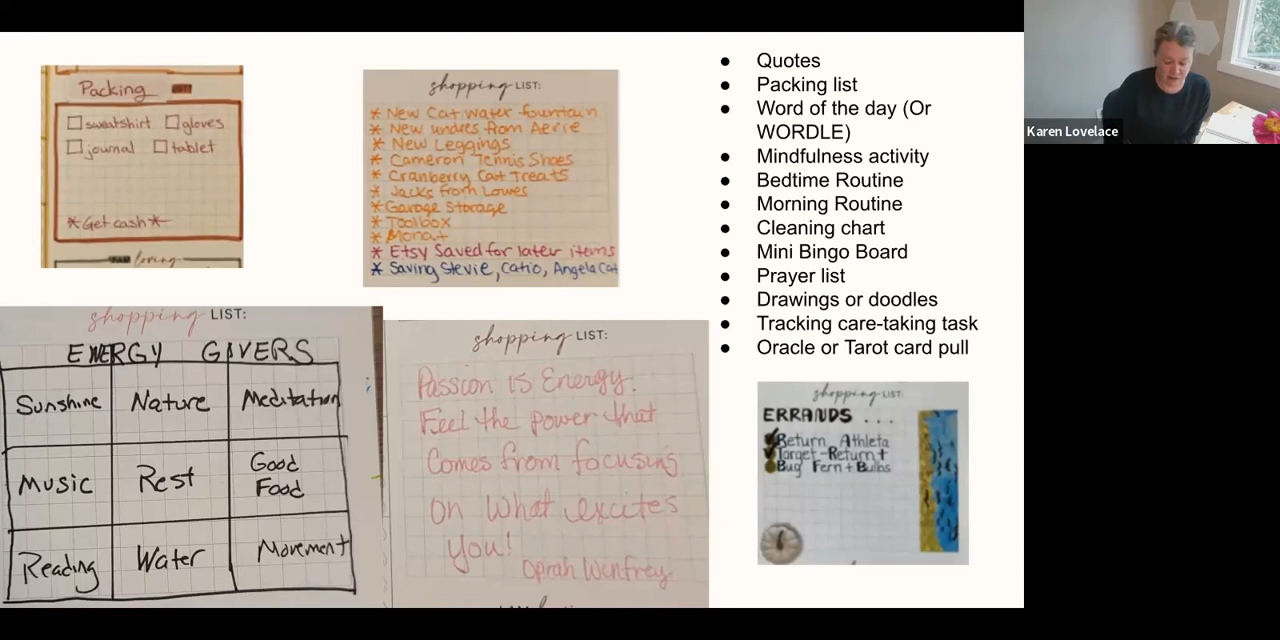 Packing
sweatshirt gloves
journal tablet
*Get cash*
loving
shopping LIST:
* New Cat water fountain
* New undies from Aerie
* New Leggings
* Cameron Tennis Shoes
* Cranberry Cat Treats
* Jacks from Lowes
* Garage Storage
* Toolbox
* Monat
* Etsy Saved for later items
* Saving Stevie, Catio, Angela Cat
• Quotes
• Packing list
• Word of the day (Or
WORDLE)
• Mindfulness activity
• Bedtime Routine
• Morning Routine
• Cleaning chart
• Mini Bingo Board
• Prayer list
• Drawings or doodles
• Tracking care-taking task
• Oracle or Tarot card pull
Karen Lovelace
shopping LIST:
ENERGY GIVERS
Sunshine Nature Meditation
Music Rest Good
Food
Reading Water Movement
shopping LIST:
Passion is Energy.
Feel the power that
Comes from focusing
on what excites
you!
Oprah Winfrey
shopping LIST:
ERRANDS ...
Return Athleta
Target-Return +
Bug Fern + Bulbs